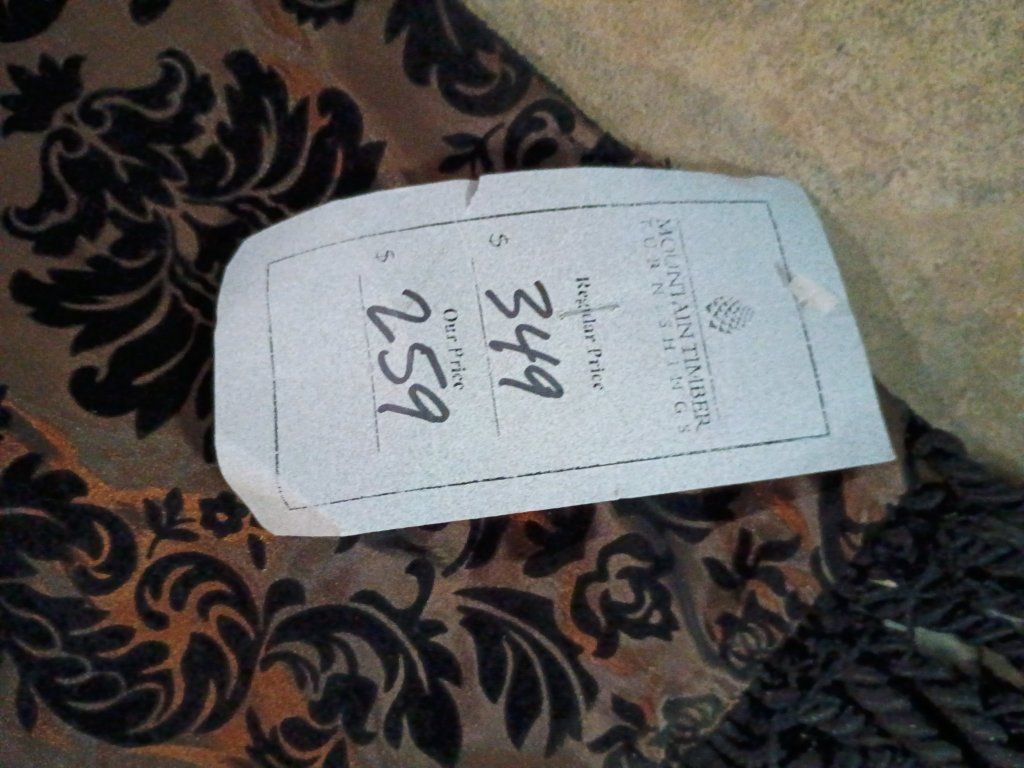 MOUNTAIN TIMBER
FURNISHINGS
Regular Price
$ 349
Our Price
$ 259